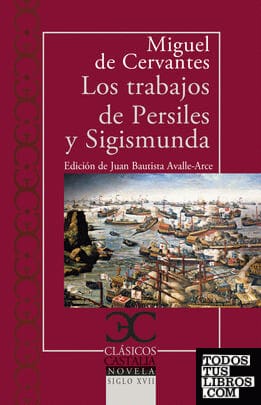 Miguel
de Cervantes
Los trabajos
de Persiles
y Sigismunda
Edición de Juan Bautista Avalle-Arce
CLÁSICOS
CASTALIA
NOVELA
SIGLO XVII
TODOS
TUS
LIBROS